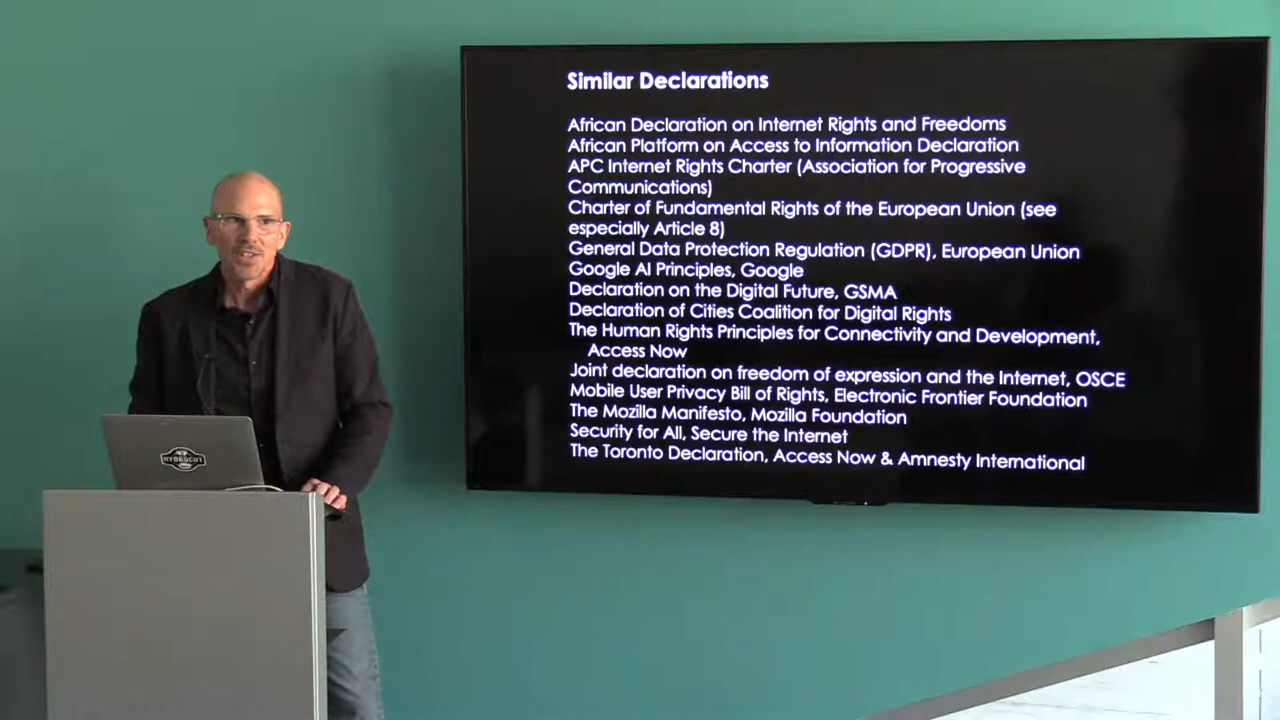 Similar Declarations
African Declaration on Internet Rights and Freedoms
African Platform on Access to Information Declaration
APC Internet Rights Charter (Association for Progressive
Communications)
Charter of Fundamental Rights of the European Union (see
especially Article 8)
General Data Protection Regulation (GDPR), European Union
Google AI Principles, Google
Declaration on the Digital Future, GSMA
Declaration of Cities Coalition for Digital Rights
The Human Rights Principles for Connectivity and Development,
Access Now
Joint declaration on freedom of expression and the Internet, OSCE
Mobile User Privacy Bill of Rights, Electronic Frontier Foundation
The Mozilla Manifesto, Mozilla Foundation
Security for All, Secure the Internet
The Toronto Declaration, Access Now & Amnesty International
HYDROCUT